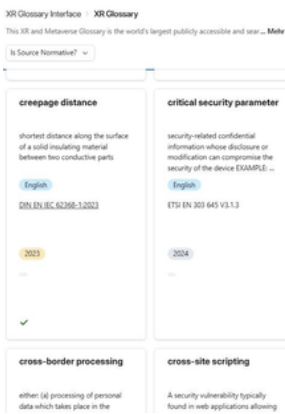 XR Glossary Interface XR Glossary
This XR and Metaverse Glossary is the world's largest publicly accessible and sear... Mehr
Is Source Normative?
creepage distance
shortest distance along the surface
of a solid insulating material
between two conductive parts
English
DIN EN IEC 62368-1:2023
2023
critical security parameter
security-related confidential
information whose disclosure or
modification can compromise the
security of the device EXAMPLE: ...
English
ETSI EN 303 645 V3.1.3
2024
cross-border processing
either: (a) processing of personal
data which takes place in the
cross-site scripting
A security vulnerability typically
found in web applications allowing